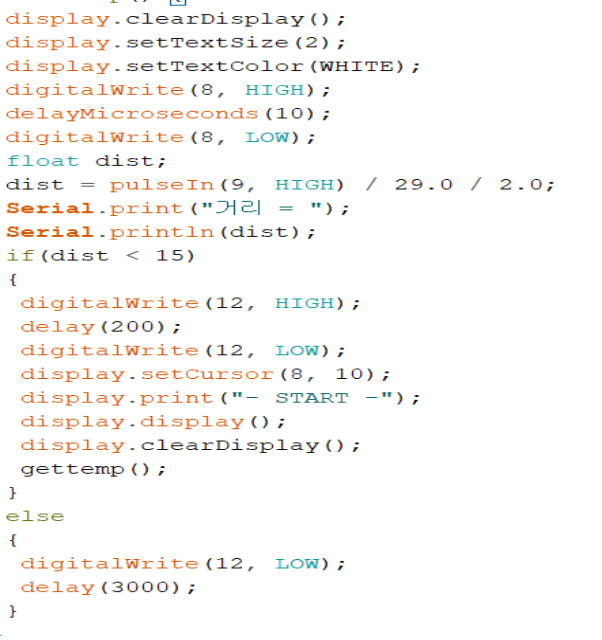 display.clearDisplay();
display.setTextSize(2);
display.setTextColor(WHITE);
digitalWrite(8, HIGH);
delayMicroseconds(10);
digitalWrite(8, LOW);
float dist;
dist = pulseIn(9, HIGH) / 29.0 / 2.0;
Serial.print("거리 = ");
Serial.println(dist);
if(dist < 15)
{
digitalWrite(12, HIGH);
delay(200);
digitalWrite(12, LOW);
display.setCursor(8, 10);
display.print("- START -");
display.display();
display.clearDisplay();
gettemp();
}
else
{
digitalWrite(12, LOW);
delay(3000);
}